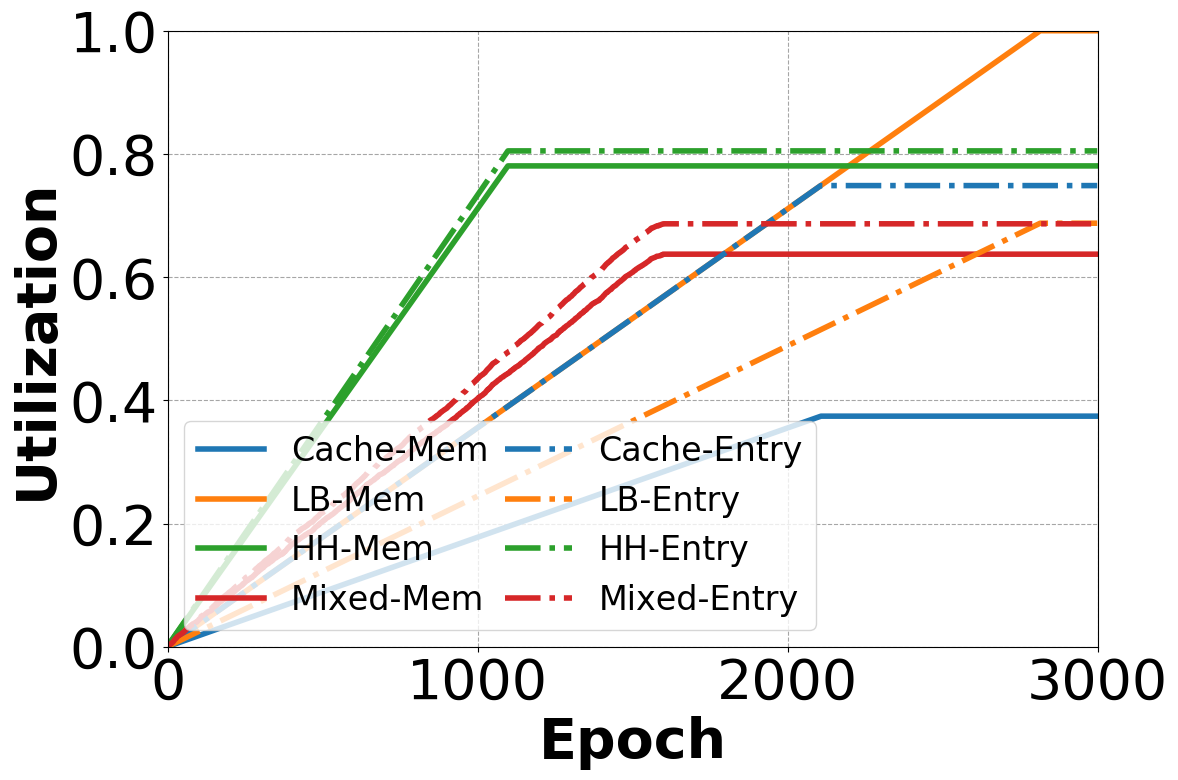 Utilization
1.0
0.8
0.6
0.4
0.2
0.0
Cache-Mem
LB-Mem
HH-Mem
Mixed-Mem
Cache-Entry
LB-Entry
HH-Entry
Mixed-Entry
0 1000 2000 3000
Epoch